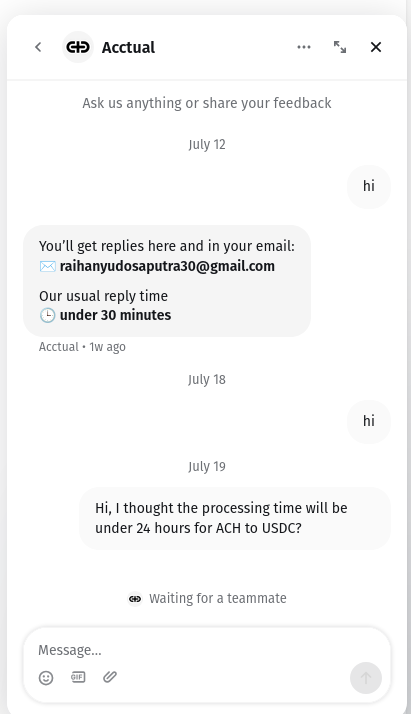 Acctual
Ask us anything or share your feedback
July 12
hi
You’ll get replies here and in your email:
✉️ raihanyudosaputra30@gmail.com
Our usual reply time
🕒 under 30 minutes
Acctual • 1w ago
July 18
hi
July 19
Hi, I thought the processing time will be
under 24 hours for ACH to USDC?
Waiting for a teammate
Message...
GIF